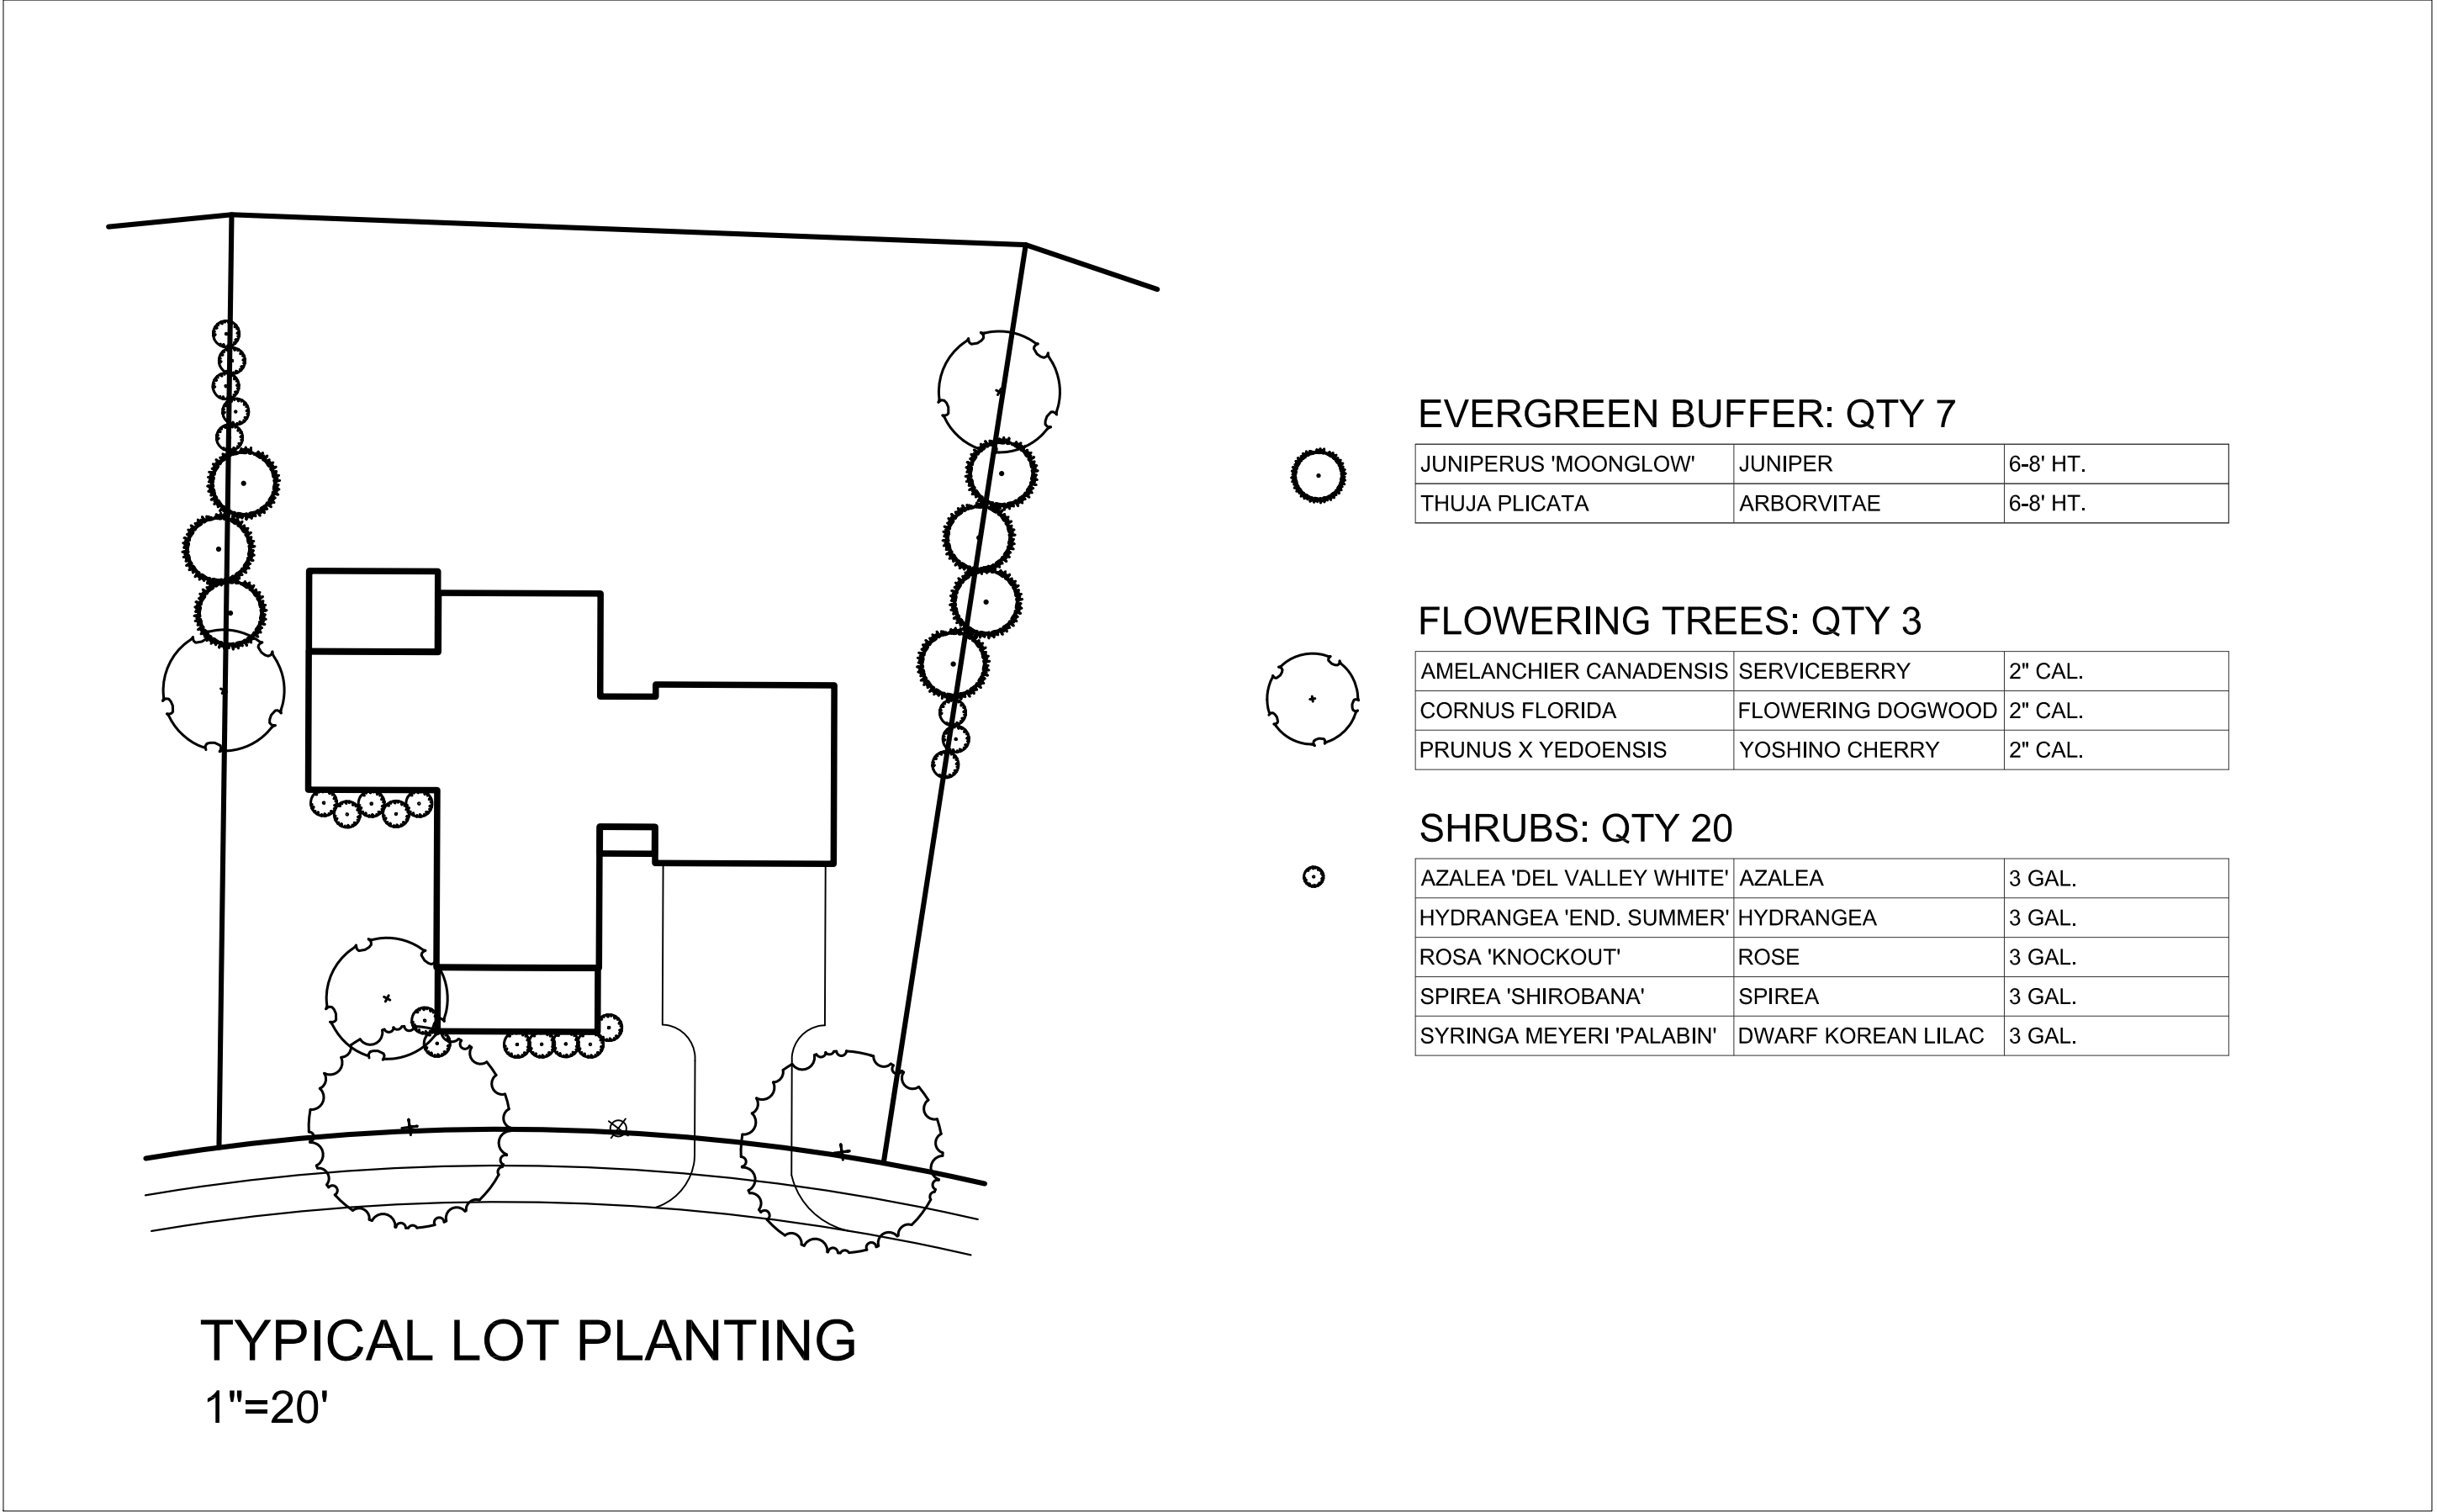 EVERGREEN BUFFER: QTY 7
JUNIPERUS 'MOONGLOW' JUNIPER 6-8' HT.
THUJA PLICATA ARBORVITAE 6-8' HT.
FLOWERING TREES: QTY 3
AMELANCHIER CANADENSIS SERVICEBERRY 2" CAL.
CORNUS FLORIDA FLOWERING DOGWOOD 2" CAL.
PRUNUS X YEDOENSIS YOSHINO CHERRY 2" CAL.
SHRUBS: QTY 20
AZALEA 'DEL VALLEY WHITE' AZALEA 3 GAL.
HYDRANGEA 'END. SUMMER' HYDRANGEA 3 GAL.
ROSA 'KNOCKOUT' ROSE 3 GAL.
SPIREA 'SHIROBANA' SPIREA 3 GAL.
SYRINGA MEYERI 'PALABIN' DWARF KOREAN LILAC 3 GAL.
TYPICAL LOT PLANTING
1"=20'